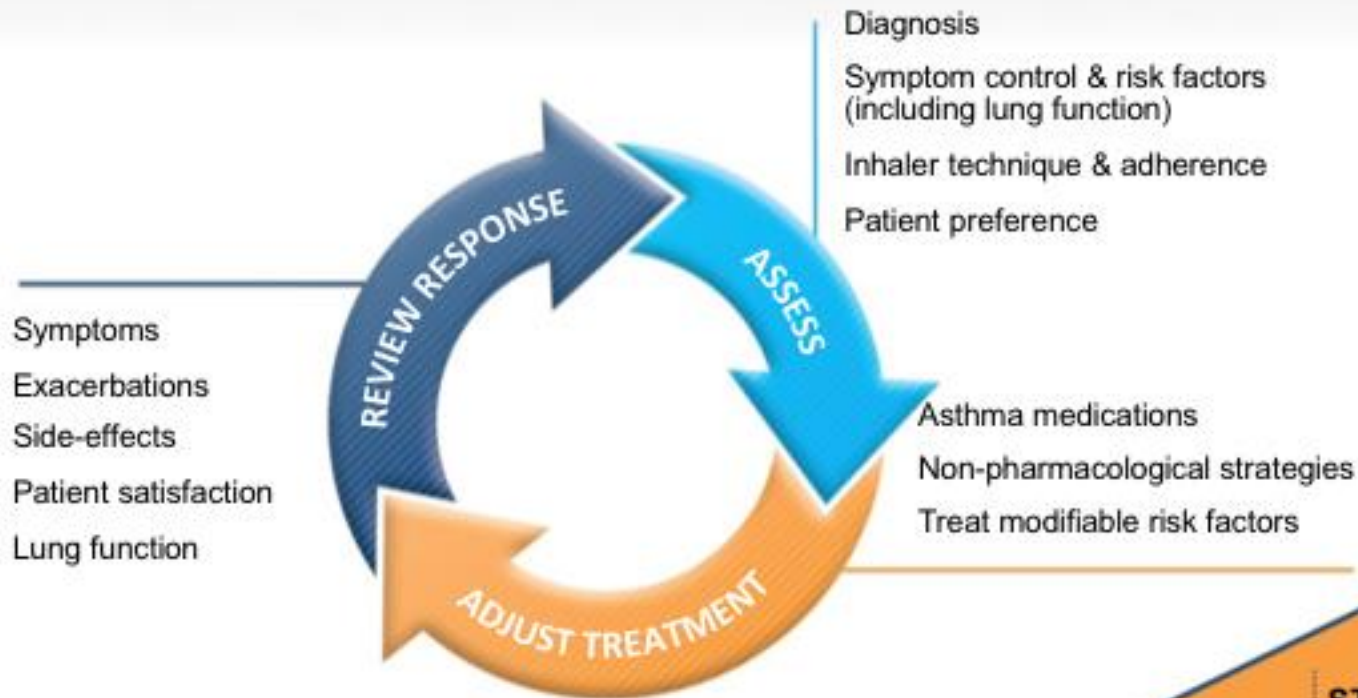 Diagnosis
Symptom control & risk factors
(including lung function)
Inhaler technique & adherence
Patient preference
REVIEW RESPONSE
ASSESS
Symptoms
Exacerbations
Side-effects
Patient satisfaction
Lung function
Asthma medications
Non-pharmacological strategies
Treat modifiable risk factors
ADJUST TREATMENT